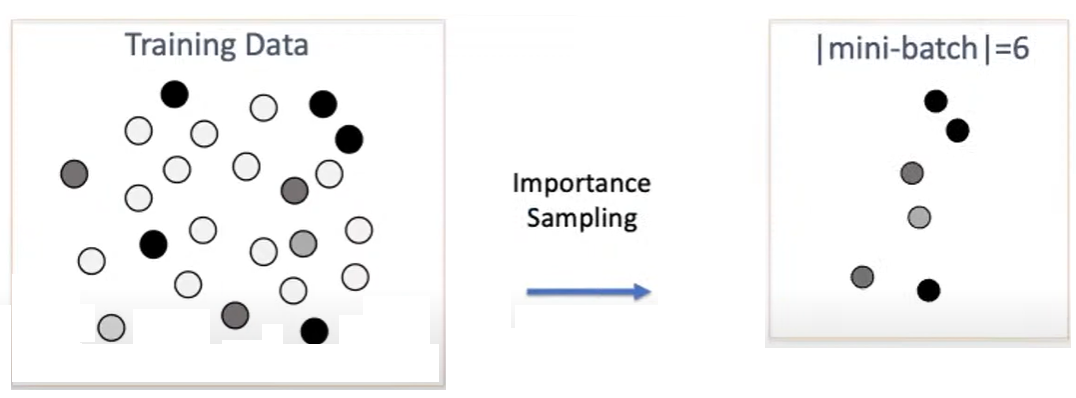 Training Data
|mini-batch|=6
Importance
Sampling